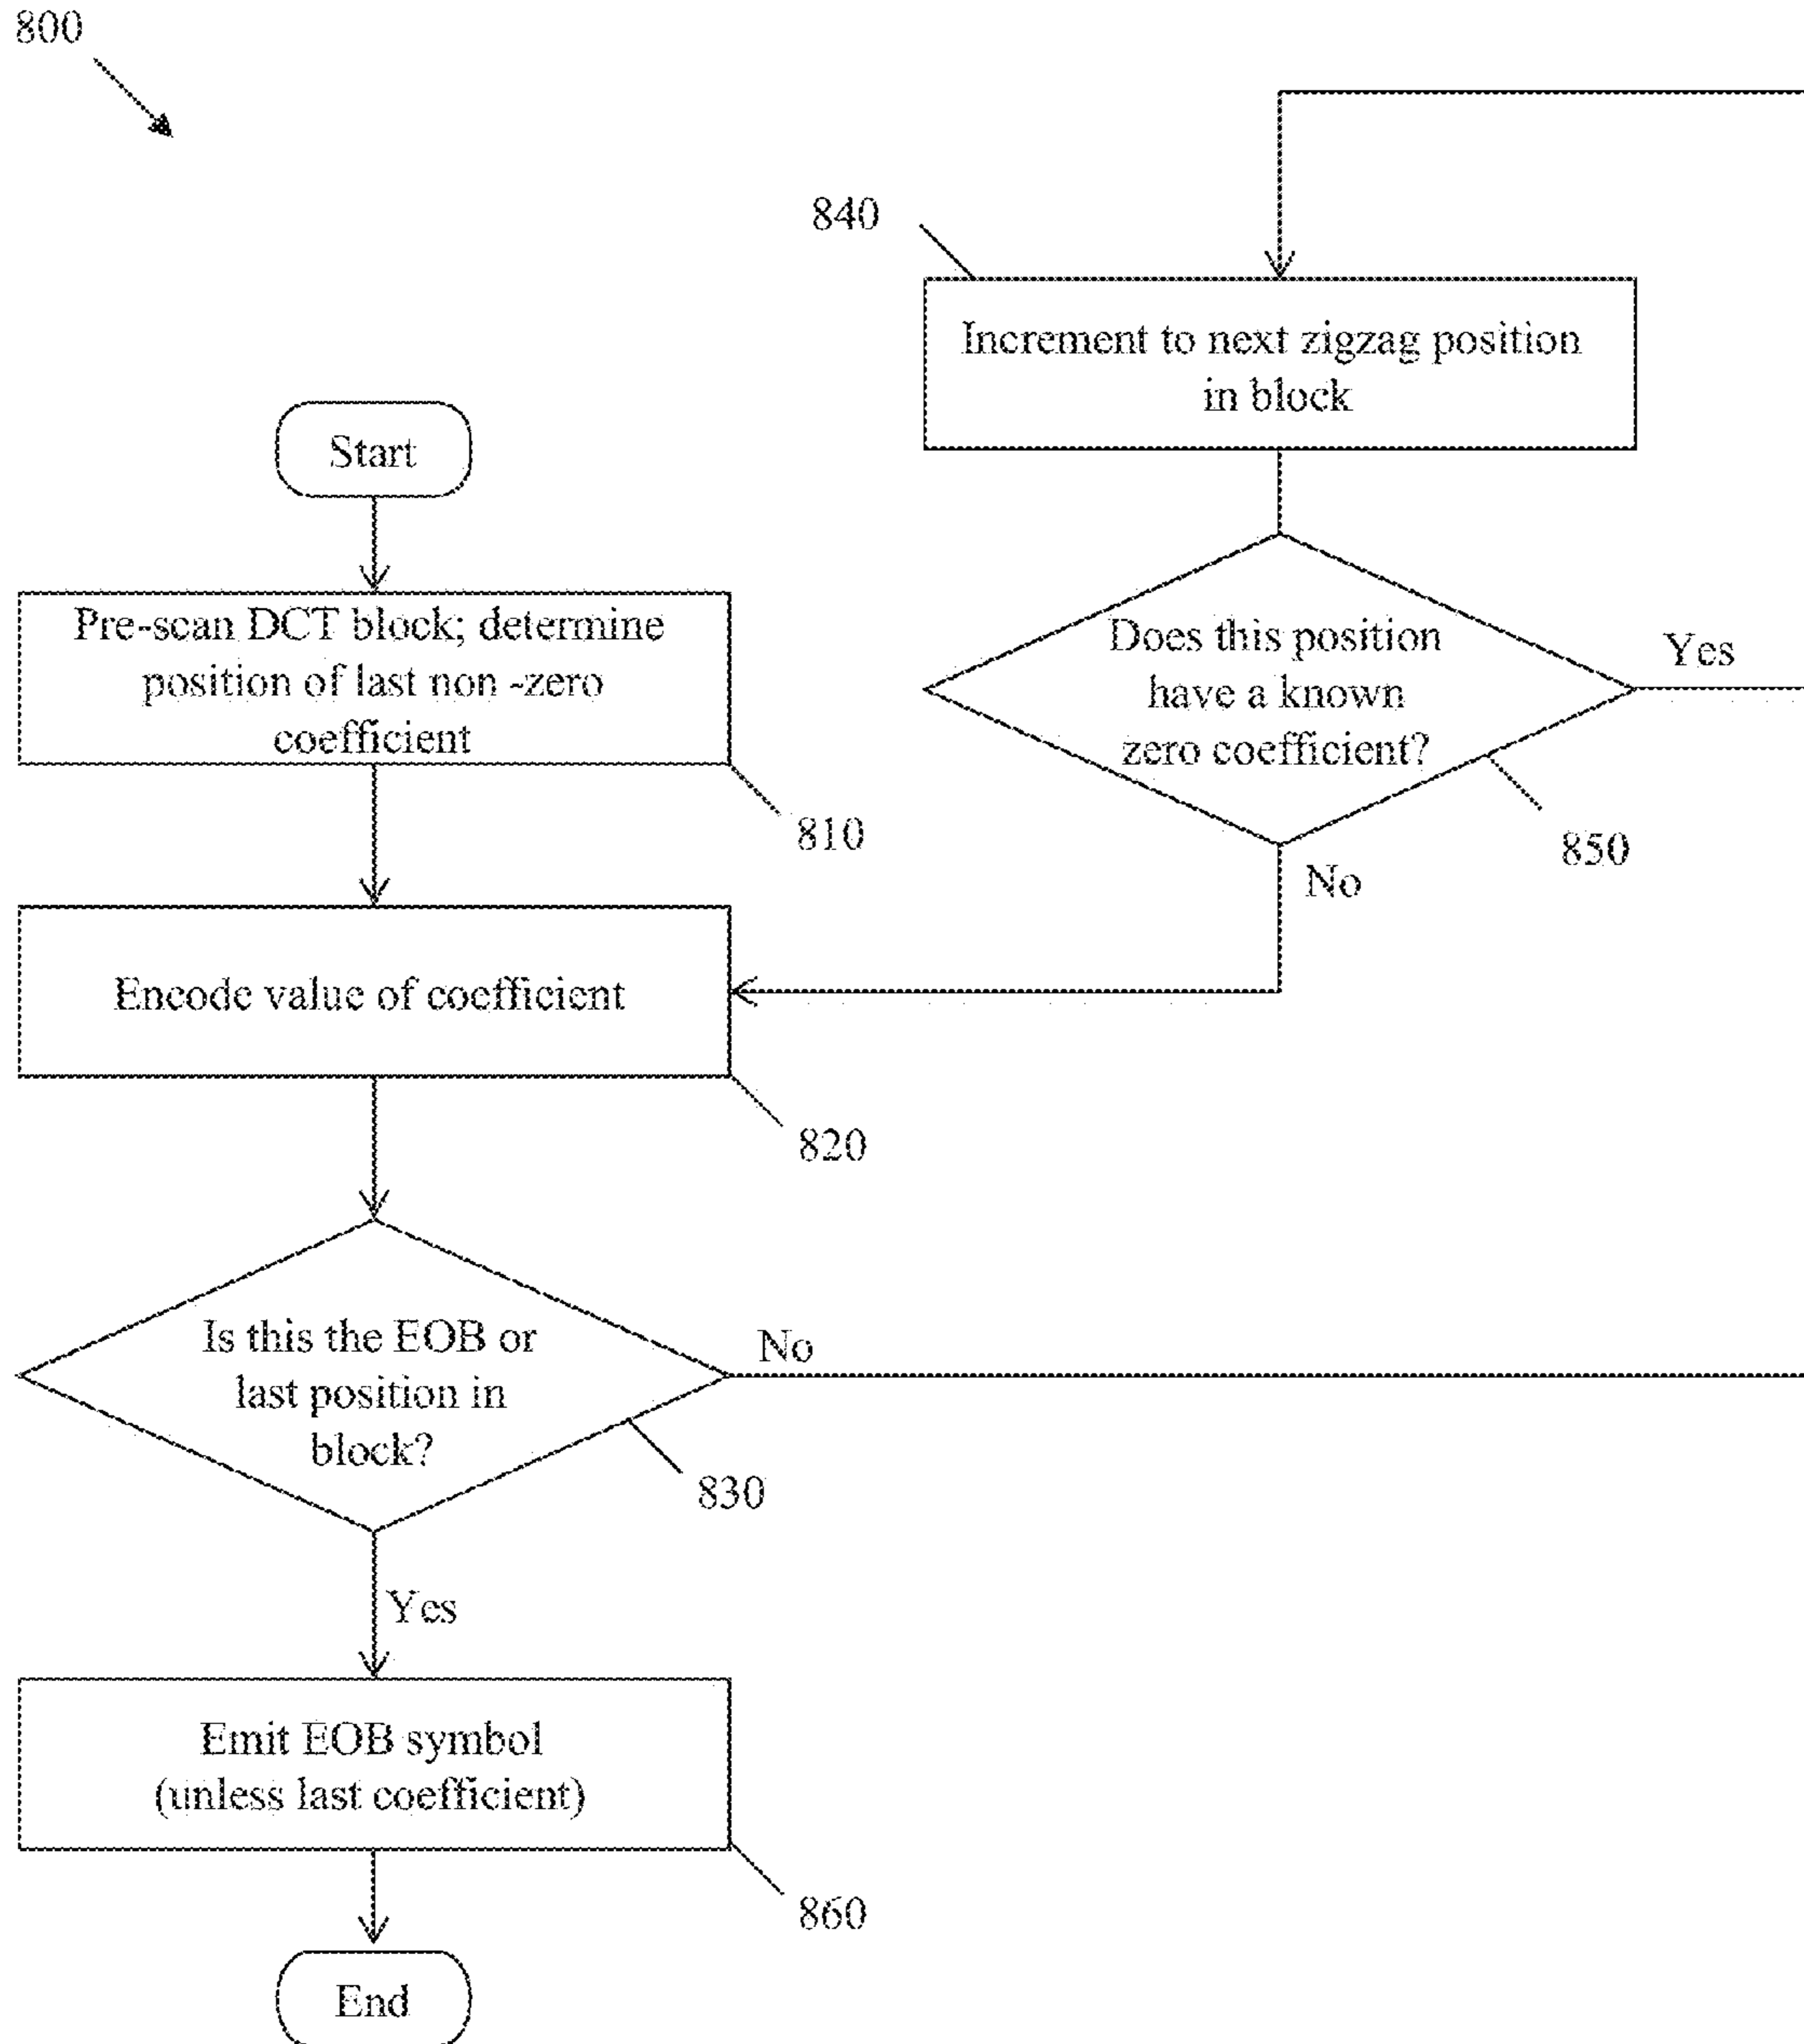 800
Start
Pre-scan DCT block; determine
position of last non -zero
coefficient
810
Encode value of coefficient
820
Is this the EOB or
last position in
block?
No
830
Yes
Emit EOB symbol
(unless last coefficient)
860
End
840
Increment to next zigzag position
in block
Does this position
have a known
zero coefficient?
Yes
850
No